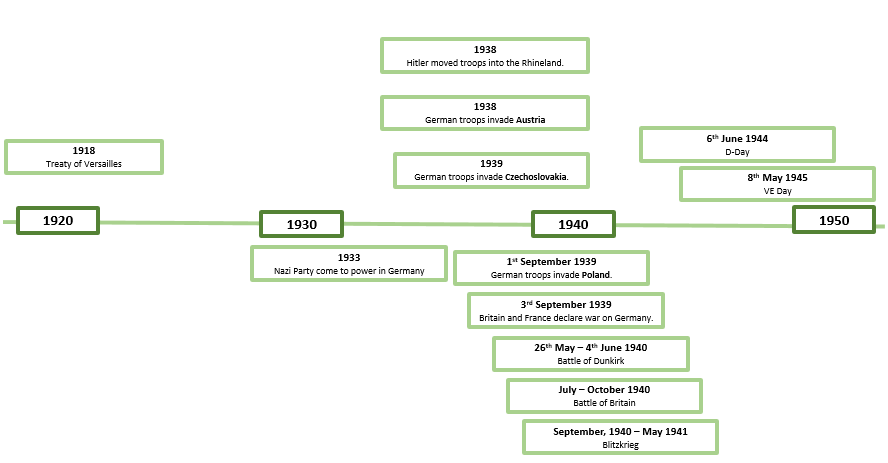 1938
Hitler moved troops into the Rhineland.
1938
German troops invade Austria
1918
Treaty of Versailles
1939
German troops invade Czechoslovakia.
6th June 1944
D-Day
8th May 1945
VE Day
1920
1930
1940
1950
1933
Nazi Party come to power in Germany
1st September 1939
German troops invade Poland.
3rd September 1939
Britain and France declare war on Germany.
26th May – 4th June 1940
Battle of Dunkirk
July – October 1940
Battle of Britain
September, 1940 – May 1941
Blitzkrieg